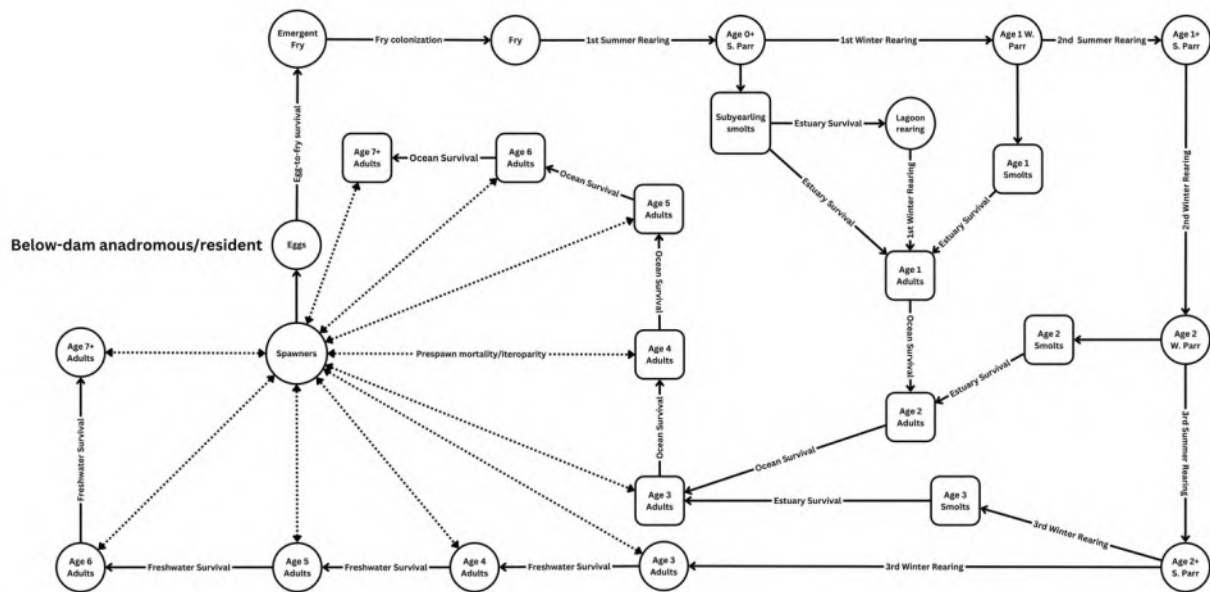 Emergent
Fry
Fry colonization
Fry
1st Summer Rearing
Age 0+
S. Parr
1st Winter Rearing
Age 1 W.
Parr
2nd Summer Rearing
Age 1+
S. Parr
Egg-to-fry survival
Subyearling
smolts
Estuary Survival
Lagoon
rearing
Age 7+
Adults
Ocean Survival
Age 6
Adults
Ocean Survival
Age 5
Adults
Age 1
Smolts
Estuary Survival
1st Winter Rearing
Estuary Survival
2nd Winter Rearing
Below-dam anadromous/resident
Eggs
Ocean Survival
Age 1
Adults
Age 7+
Adults
Spawners
Prespawn mortality/Iteroparity
Age 4
Adults
Ocean Survival
Age 2
Smolts
Age 2
W. Parr
Estuary Survival
Age 2
Adults
Ocean Survival
Ocean Survival
3rd Summer Rearing
Freshwater Survival
Age 3
Adults
Estuary Survival
Age 3
Smolts
3rd Winter Rearing
Age 6
Adults
Freshwater Survival
Age 5
Adults
Freshwater Survival
Age 4
Adults
Freshwater Survival
Age 3
Adults
3rd Winter Rearing
Age 2+
S. Parr